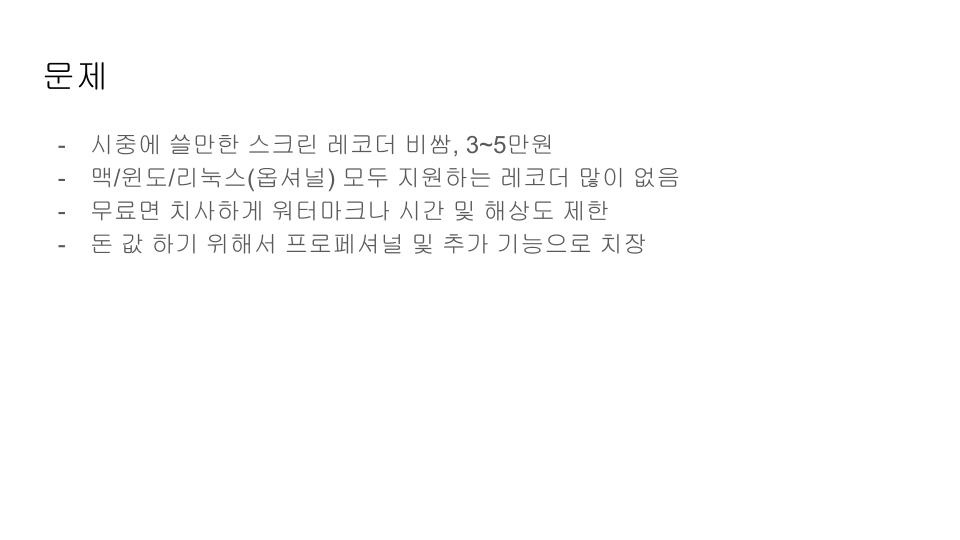 문제
- 시중에 쓸만한 스크린 레코더 비쌈, 3~5만원
- 맥/윈도/리눅스(옵셔널) 모두 지원하는 레코더 많이 없음
- 무료면 치사하게 워터마크나 시간 및 해상도 제한
- 돈 값 하기 위해서 프로페셔널 및 추가 기능으로 치장